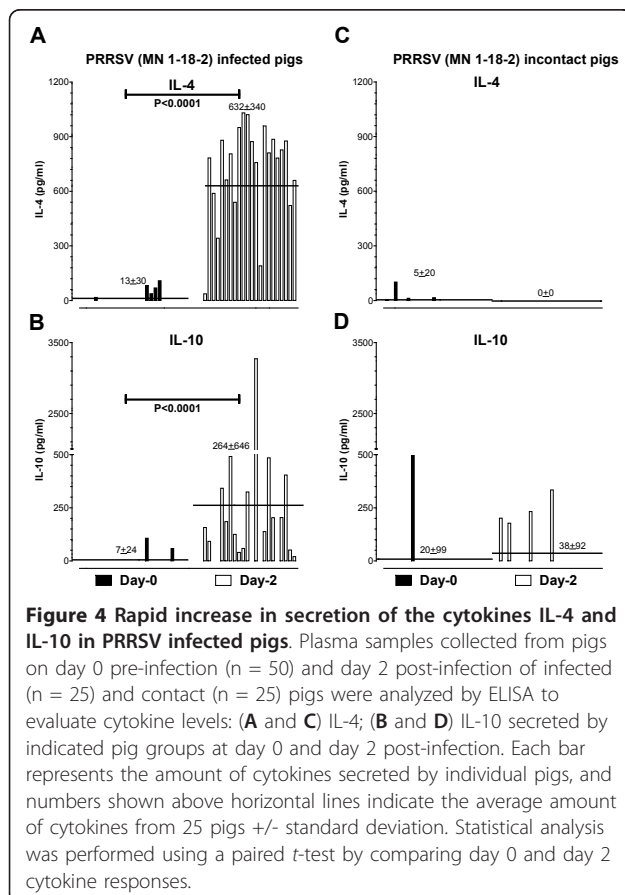 A
PRRSV (MN 1-18-2) infected pigs
IL-4
P<0.0001
632±340
1200
900
600
300
0
IL-4 (pg/ml)
13±30
C
PRRSV (MN 1-18-2) incontact pigs
IL-4
1200
900
600
300
0
IL-4 (pg/ml)
5±20
0±0
B
IL-10
3500
2500
500
250
0
IL-10 (pg/ml)
P<0.0001
264±646
7±24
Day-0
Day-2
D
IL-10
3500
2500
500
250
0
IL-10 (pg/ml)
20±99
38±92
Day-0
Day-2
Figure 4 Rapid increase in secretion of the cytokines IL-4 and
IL-10 in PRRSV infected pigs. Plasma samples collected from pigs
on day 0 pre-infection (n = 50) and day 2 post-infection of infected
(n = 25) and contact (n = 25) pigs were analyzed by ELISA to
evaluate cytokine levels: (A and C) IL-4; (B and D) IL-10 secreted by
indicated pig groups at day 0 and day 2 post-infection. Each bar
represents the amount of cytokines secreted by individual pigs, and
numbers shown above horizontal lines indicate the average amount
of cytokines from 25 pigs +/- standard deviation. Statistical analysis
was performed using a paired t-test by comparing day 0 and day 2
cytokine responses.